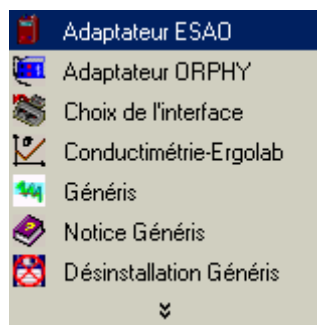 Adaptateur ESAO
Adaptateur ORPHY
Choix de l'interface
Conductimétrie-Ergolab
Généris
Notice Généris
Désinstallation Généris